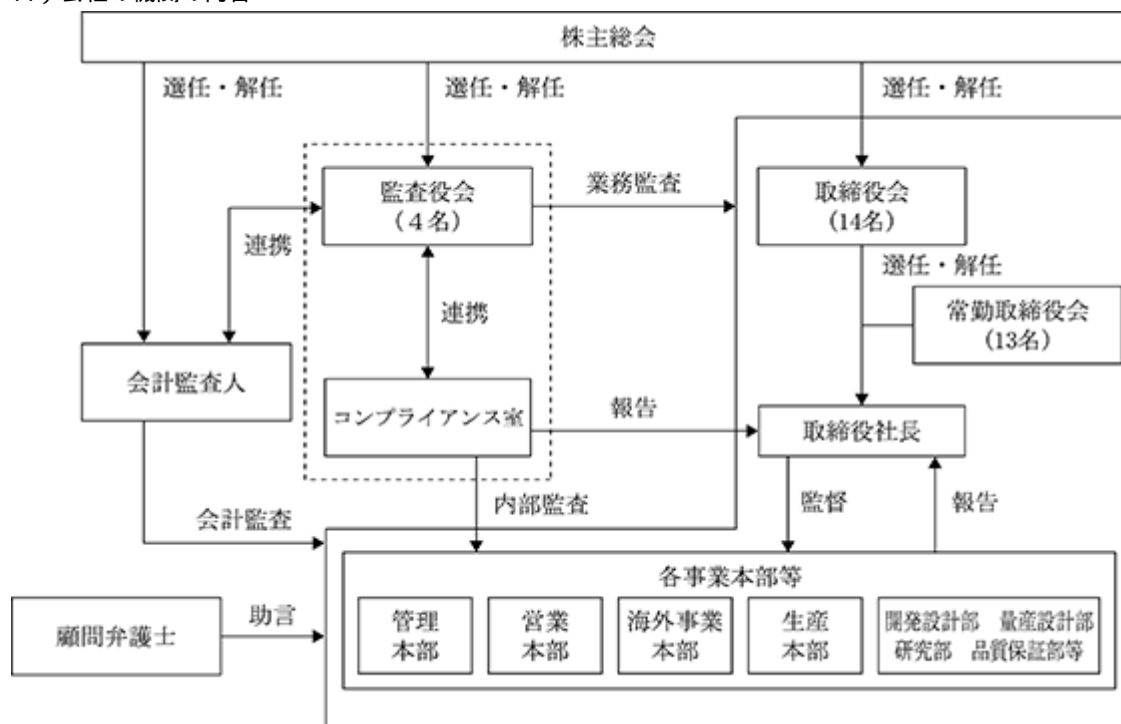 株主総会
選任・解任
選任・解任
選任・解任
監査役会
(4名)
業務監査
取締役会
(14名)
連携
選任・解任
連携
常勤取締役会
(13名)
会計監査人
コンプライアンス室
報告
取締役社長
内部監査
監督
報告
会計監査
各事業本部等
顧問弁護士
助言
管理
本部
営業
本部
海外事業
本部
生産
本部
開発設計部 量産設計部
研究部 品質保証部等